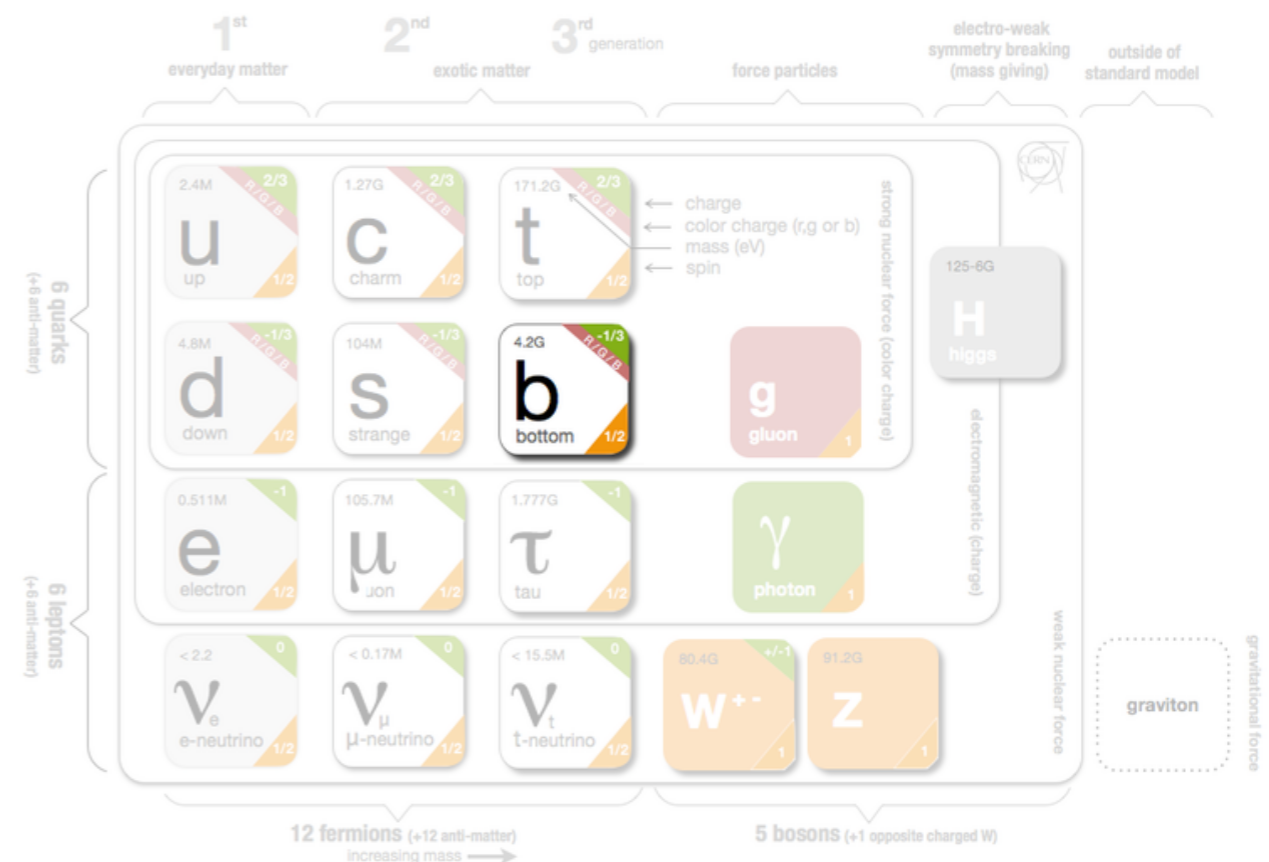 1st
2nd
3rd generation
everyday matter
exotic matter
force particles
electro-weak
symmetry breaking
(mass giving)
outside of
standard model
CERN
6 quarks
(+6 anti-matter)
2.4M
2/3
R/G/B
u
up
1/2
1.27G
2/3
R/G/B
c
charm
1/2
171.2G
2/3
R/G/B
t
top
1/2
charge
color charge (r,g or b)
mass (eV)
spin
strong nuclear force (color charge)
125-6G
H
higgs
4.8M
-1/3
R/G/B
d
down
1/2
104M
-1/3
R/G/B
s
strange
1/2
4.2G
-1/3
R/G/B
b
bottom
1/2
g
gluon
1
electromagnetic (charge)
6 leptons
(+6 anti-matter)
0.511M
-1
e
electron
1/2
105.7M
-1
μ
uon
1/2
1.777G
-1
τ
tau
1/2
γ
photon
1
weak nuclear force
< 2.2
0
νe
e-neutrino
1/2
< 0.17M
0
νμ
μ-neutrino
1/2
< 15.5M
0
νt
t-neutrino
1/2
80.4G
+/-1
W+-
1
91.2G
Z
1
graviton
gravitational force
12 fermions (+12 anti-matter)
increasing mass
5 bosons (+1 opposite charged W)